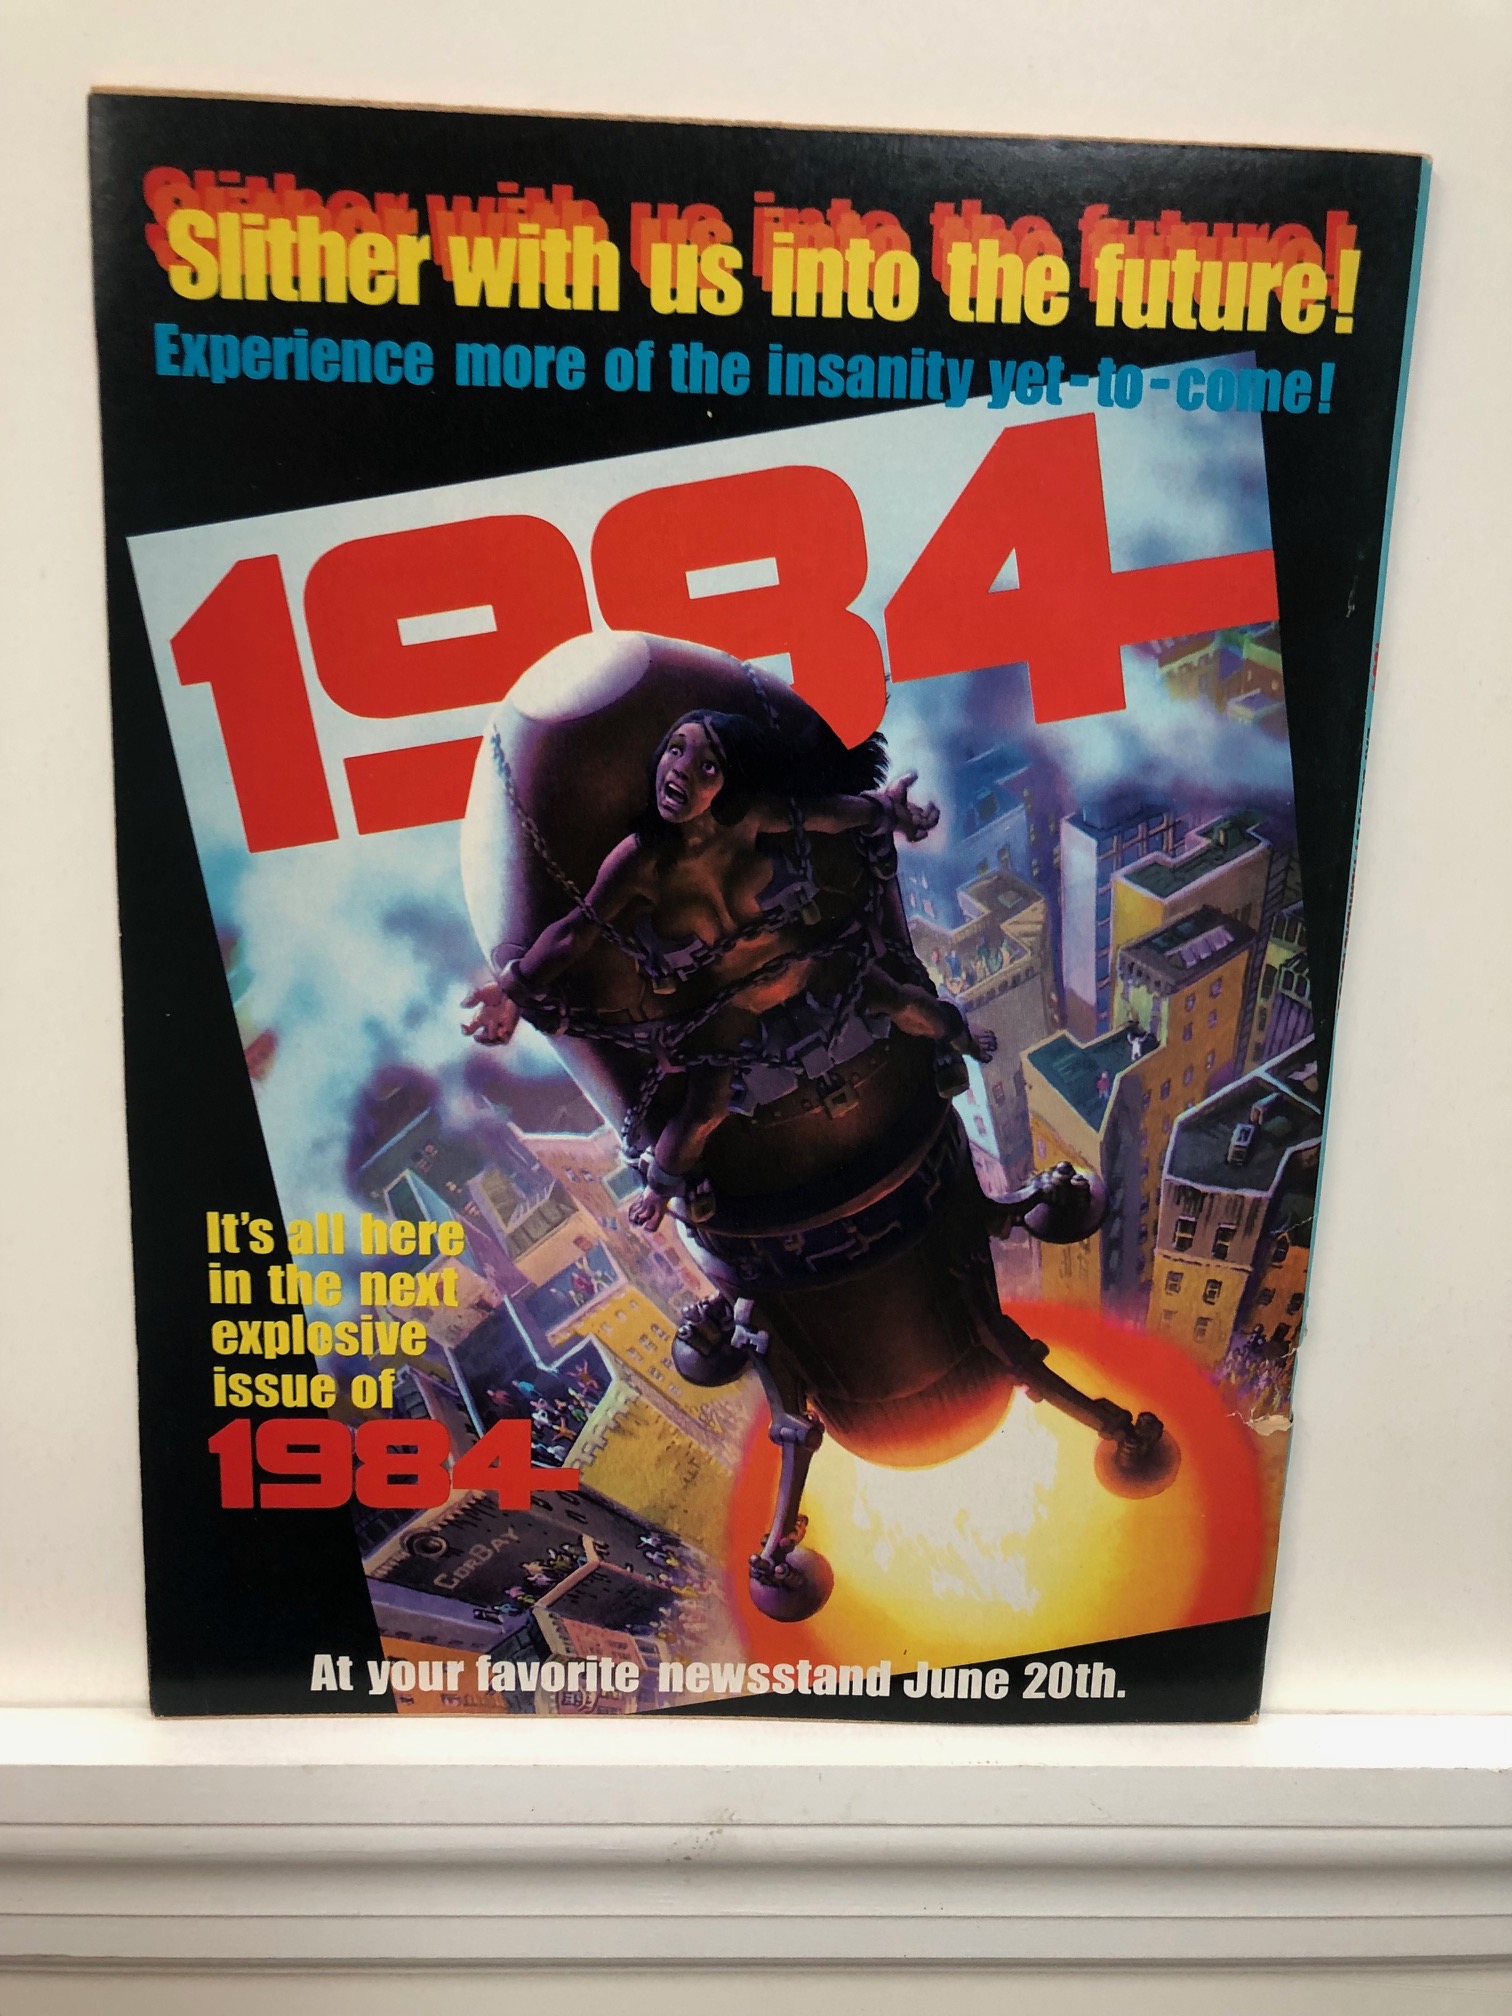 Slither with us into the future!
Experience more of the insanity yet-to-come!
1984
It's all here
in the next
explosive
issue of
1984
CORBAY
At your favorite newsstand June 20th.